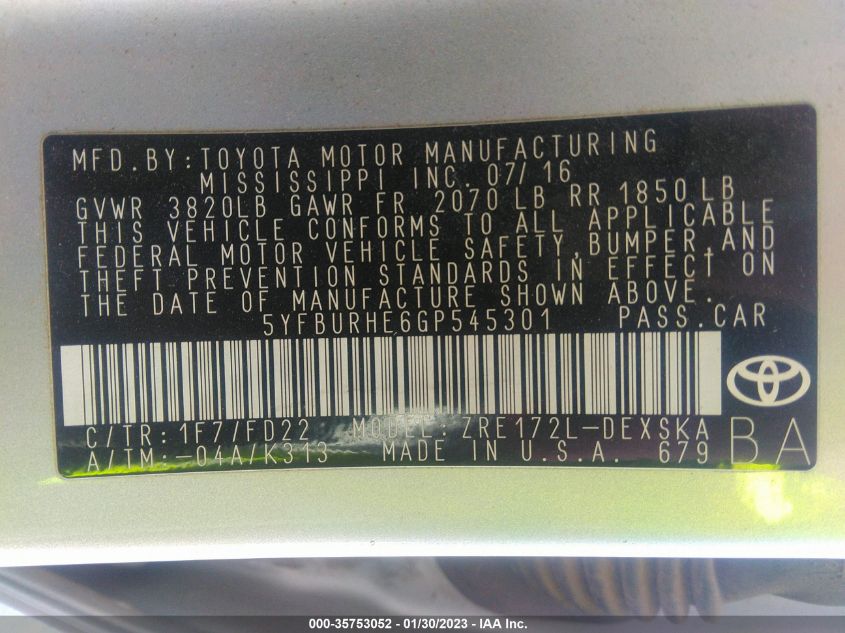 MFD. BY: TOYOTA MOTOR MANUFACTURING
MISSISSIPPI INC. 07/16
GVWR 3820LB GAWR FR 2070 LB RR 1850 LB
THIS VEHICLE CONFORMS TO ALL APPLICABLE
FEDERAL MOTOR VEHICLE SAFETY, BUMPER, AND
THEFT PREVENTION STANDARDS IN EFFECT ON
THE DATE OF MANUFACTURE SHOWN ABOVE.
5YFBURHE6GP545301 PASS. CAR
C/TR: 1F7/FD22 MODEL: ZRE172L-DEXSKA
A/TM: -04A/K313 MADE IN U.S.A. 679
BA
000-35753052 - 01/30/2023 - IAA Inc.